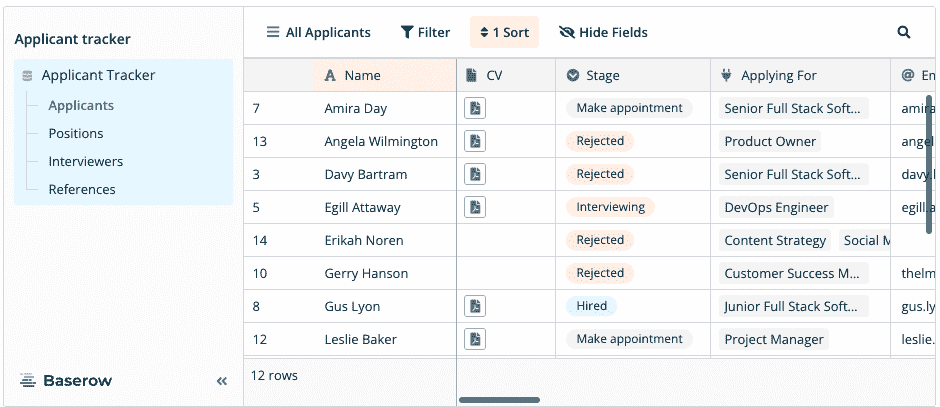 Applicant tracker
Applicant Tracker
Applicants
Positions
Interviewers
References
Baserow
All Applicants Filter 1 Sort Hide Fields
Name CV Stage Applying For En
7 Amira Day Make appointment Senior Full Stack Soft... amira
13 Angela Wilmington Rejected Product Owner angel
3 Davy Bartram Rejected Senior Full Stack Soft... davy.
5 Egill Attaway Interviewing DevOps Engineer egill.a
14 Erikah Noren Rejected Content Strategy Social M
10 Gerry Hanson Rejected Customer Success M... thelm
8 Gus Lyon Hired Junior Full Stack Soft... gus.ly
12 Leslie Baker Make appointment Project Manager leslie.
12 rows